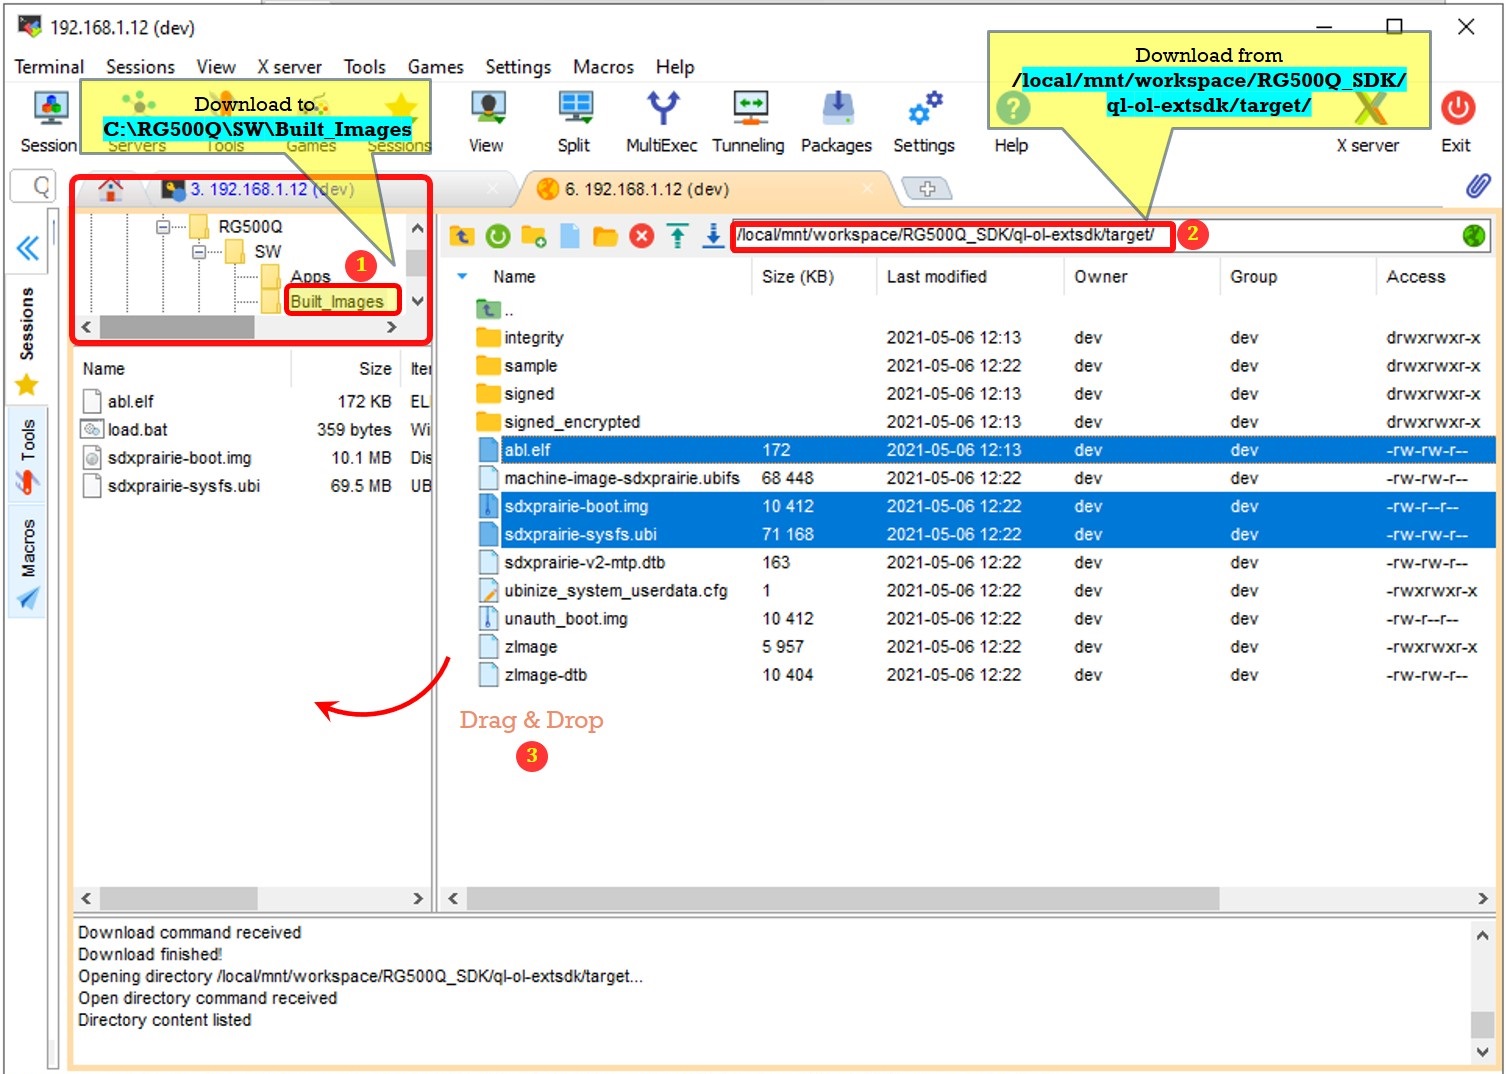 192.168.1.12 (dev)
Terminal Sessions View X server Tools Games Settings Macros Help
Download to
C:\RG500Q\SW\Built_Images
Download from
/local/mnt/workspace/RG500Q_SDK/
ql-ol-extsdk/target/
Session Servers Tools Games Sessions View Split MultiExec Tunneling Packages Settings Help X server Exit
3. 192.168.1.12 (dev)
6. 192.168.1.12 (dev)
Sessions
Tools
Macros
RG500Q
SW
Apps
1
Built_Images
/local/mnt/workspace/RG500Q_SDK/ql-ol-extsdk/target/
2
Name Size Iter
abl.elf 172 KB ELI
load.bat 359 bytes Wi
sdxprairie-boot.img 10.1 MB Dis
sdxprairie-sysfs.ubi 69.5 MB UB
Name Size (KB) Last modified Owner Group Access
..
integrity 2021-05-06 12:13 dev dev drwxrwxr-x
sample 2021-05-06 12:22 dev dev drwxrwxr-x
signed 2021-05-06 12:13 dev dev drwxrwxr-x
signed_encrypted 2021-05-06 12:13 dev dev drwxrwxr-x
abl.elf 172 2021-05-06 12:13 dev dev -rw-rw-r--
machine-image-sdxprairie.ubifs 68 448 2021-05-06 12:22 dev dev -rw-rw-r--
sdxprairie-boot.img 10 412 2021-05-06 12:22 dev dev -rw-r--r--
sdxprairie-sysfs.ubi 71 168 2021-05-06 12:22 dev dev -rw-rw-r--
sdxprairie-v2-mtp.dtb 163 2021-05-06 12:22 dev dev -rw-rw-r--
ubinize_system_userdata.cfg 1 2021-05-06 12:22 dev dev -rwxrwxr-x
unauth_boot.img 10 412 2021-05-06 12:22 dev dev -rw-r--r--
zImage 5 957 2021-05-06 12:22 dev dev -rwxrwxr-x
zImage-dtb 10 404 2021-05-06 12:22 dev dev -rw-rw-r--
Drag & Drop
3
Download command received
Download finished!
Opening directory /local/mnt/workspace/RG500Q_SDK/ql-ol-extsdk/target...
Open directory command received
Directory content listed